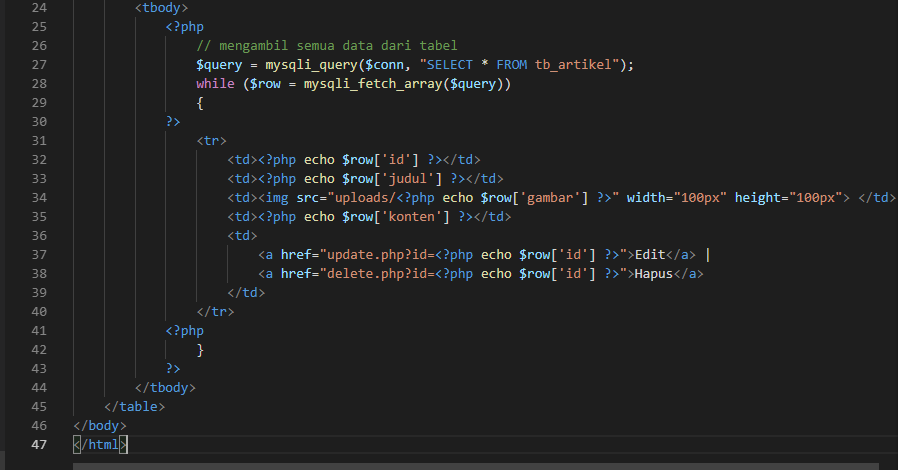 24 <tbody>
25 <?php
26 // mengambil semua data dari tabel
27 $query = mysqli_query($conn, "SELECT * FROM tb_artikel");
28 while ($row = mysqli_fetch_array($query))
29 {
30 ?>
31 <tr>
32 <td><?php echo $row['id'] ?></td>
33 <td><?php echo $row['judul'] ?></td>
34 <td><img src="uploads/<?php echo $row['gambar'] ?>" width="100px" height="100px"> </td>
35 <td><?php echo $row['konten'] ?></td>
36 <td>
37 <a href="update.php?id=<?php echo $row['id'] ?>">Edit</a> |
38 <a href="delete.php?id=<?php echo $row['id'] ?>">Hapus</a>
39 </td>
40 </tr>
41 <?php
42 }
43 ?>
44 </tbody>
45 </table>
46 </body>
47 </html>